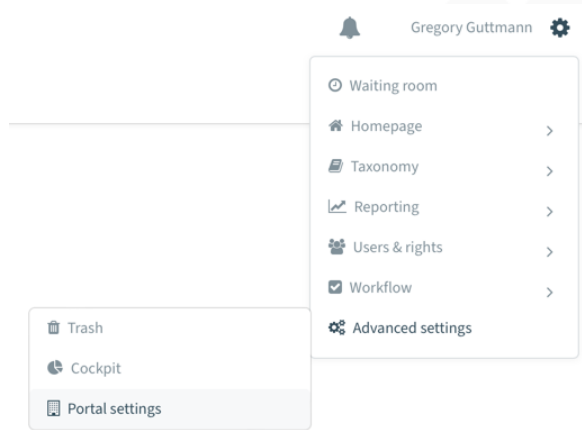 Gregory Guttmann
Waiting room
Homepage
Taxonomy
Reporting
Users & rights
Workflow
Advanced settings
Trash
Cockpit
Portal settings